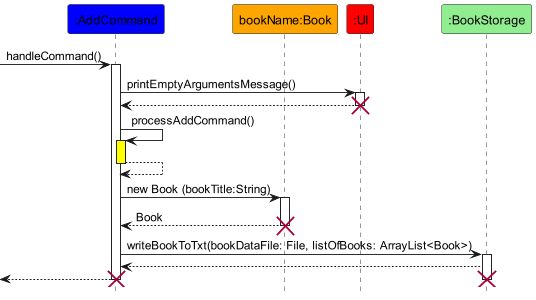 :AddCommand bookName:Book :UI :BookStorage
handleCommand()
printEmptyArgumentsMessage()
processAddCommand()
new Book (bookTitle:String)
Book
writeBookToTxt(bookDataFile: File, listOfBooks: ArrayList<Book>)